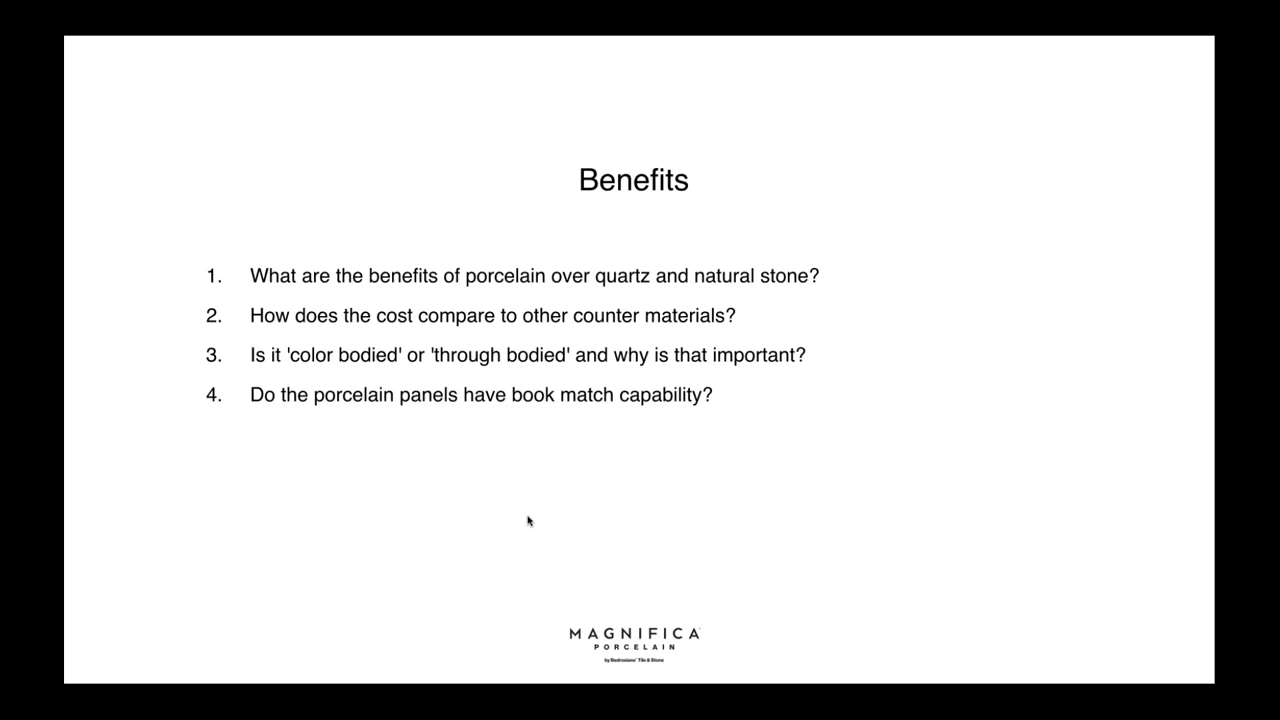 Benefits
1. What are the benefits of porcelain over quartz and natural stone?
2. How does the cost compare to other counter materials?
3. Is it 'color bodied' or 'through bodied' and why is that important?
4. Do the porcelain panels have book match capability?
MAGNIFICA
PORCELAIN
by Bedrosians® Tile & Stone